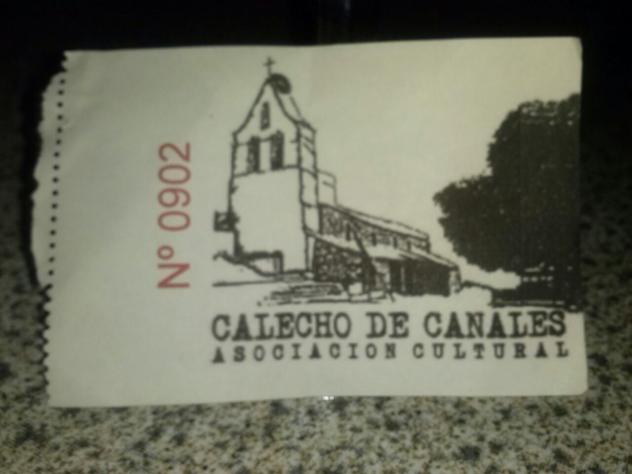 Nº 0902
CALECHO DE CANALES
ASOCIACION CULTURAL